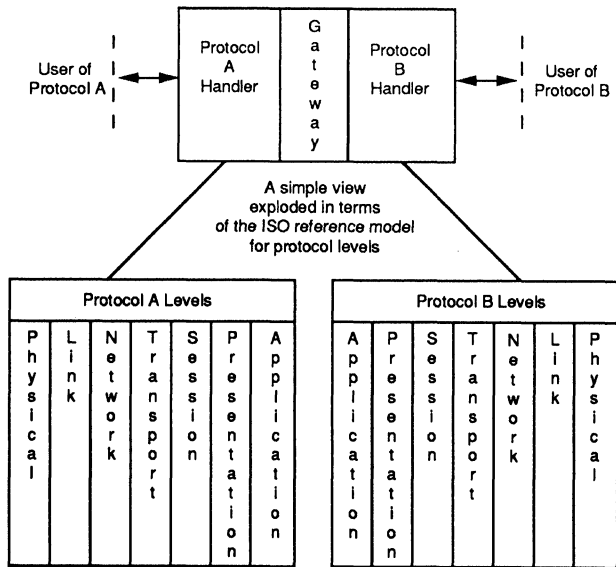 User of
Protocol A
Protocol
A
Handler
Gateway
Protocol
B
Handler
User of
Protocol B
A simple view
exploded in terms
of the ISO reference model
for protocol levels
Protocol A Levels
Physical
Link
Network
Transport
Session
Presentation
Application
Protocol B Levels
Application
Presentation
Session
Transport
Network
Link
Physical